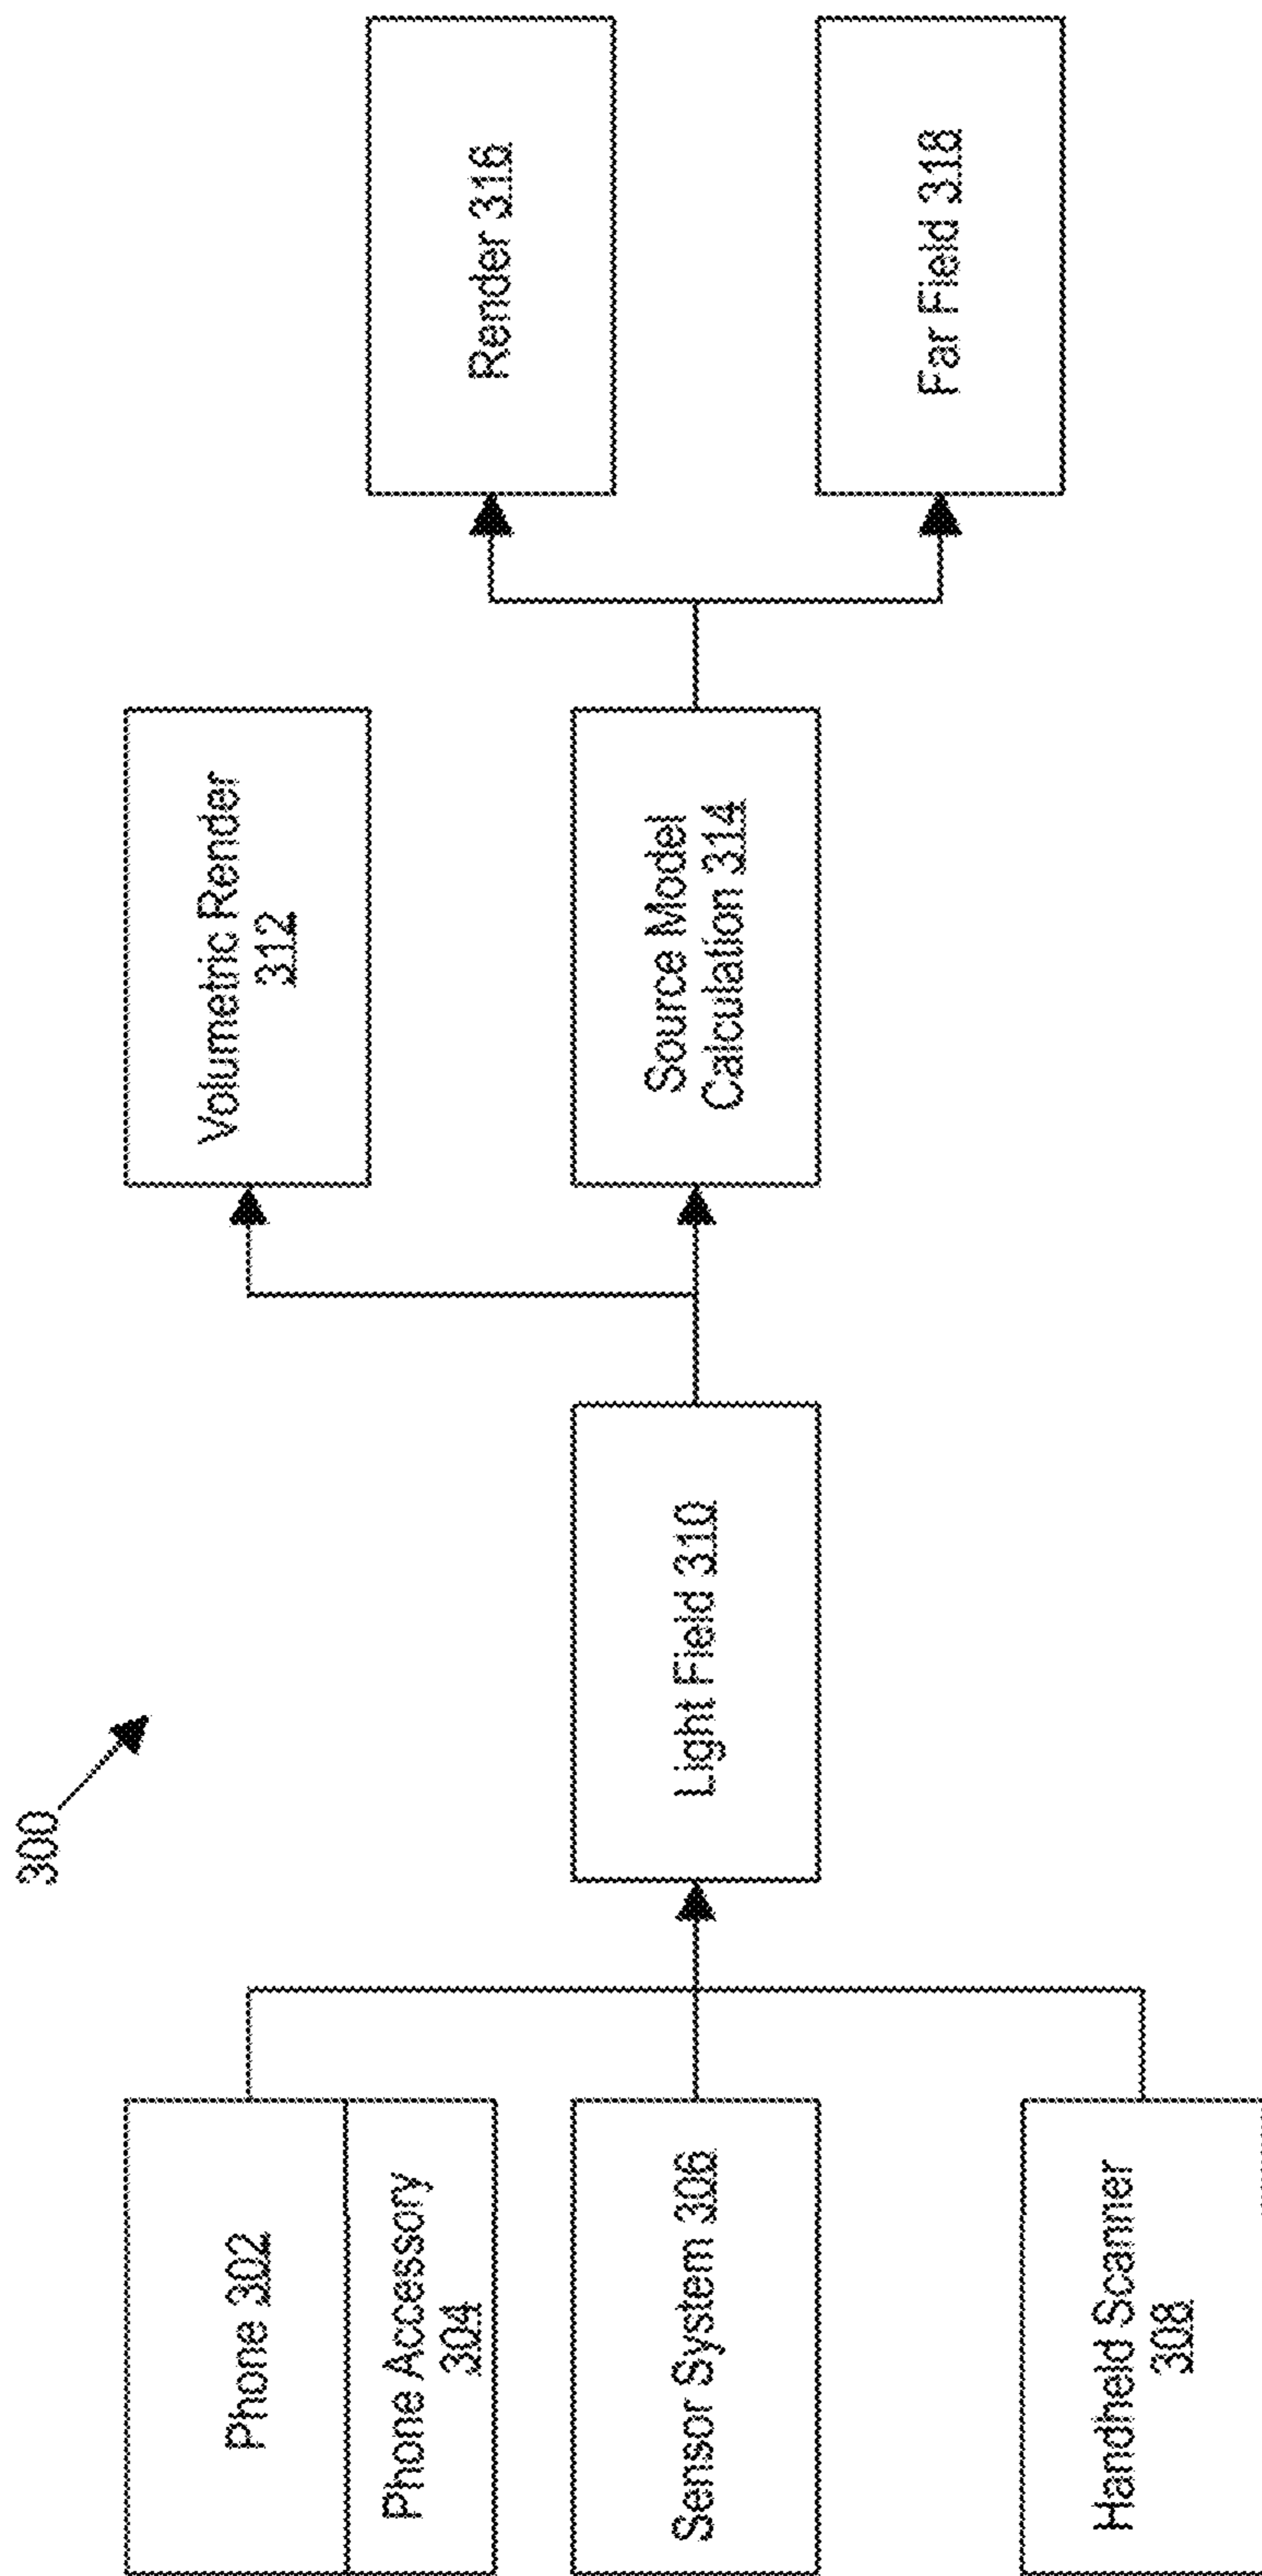 300
Phone 302
Phone Accessory
304
Sensor System 306
Handheld Scanner
308
Light Field 310
Volumetric Render
312
Source Model
Calculation 314
Render 316
Far Field 318